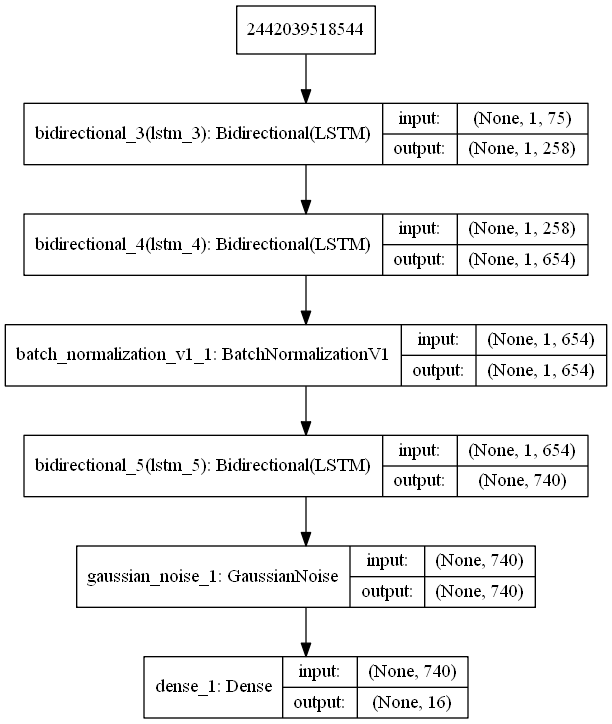 2442039518544
bidirectional_3(lstm_3): Bidirectional(LSTM)
input: (None, 1, 75)
output: (None, 1, 258)
bidirectional_4(lstm_4): Bidirectional(LSTM)
input: (None, 1, 258)
output: (None, 1, 654)
batch_normalization_v1_1: BatchNormalizationV1
input: (None, 1, 654)
output: (None, 1, 654)
bidirectional_5(lstm_5): Bidirectional(LSTM)
input: (None, 1, 654)
output: (None, 740)
gaussian_noise_1: GaussianNoise
input: (None, 740)
output: (None, 740)
dense_1: Dense
input: (None, 740)
output: (None, 16)